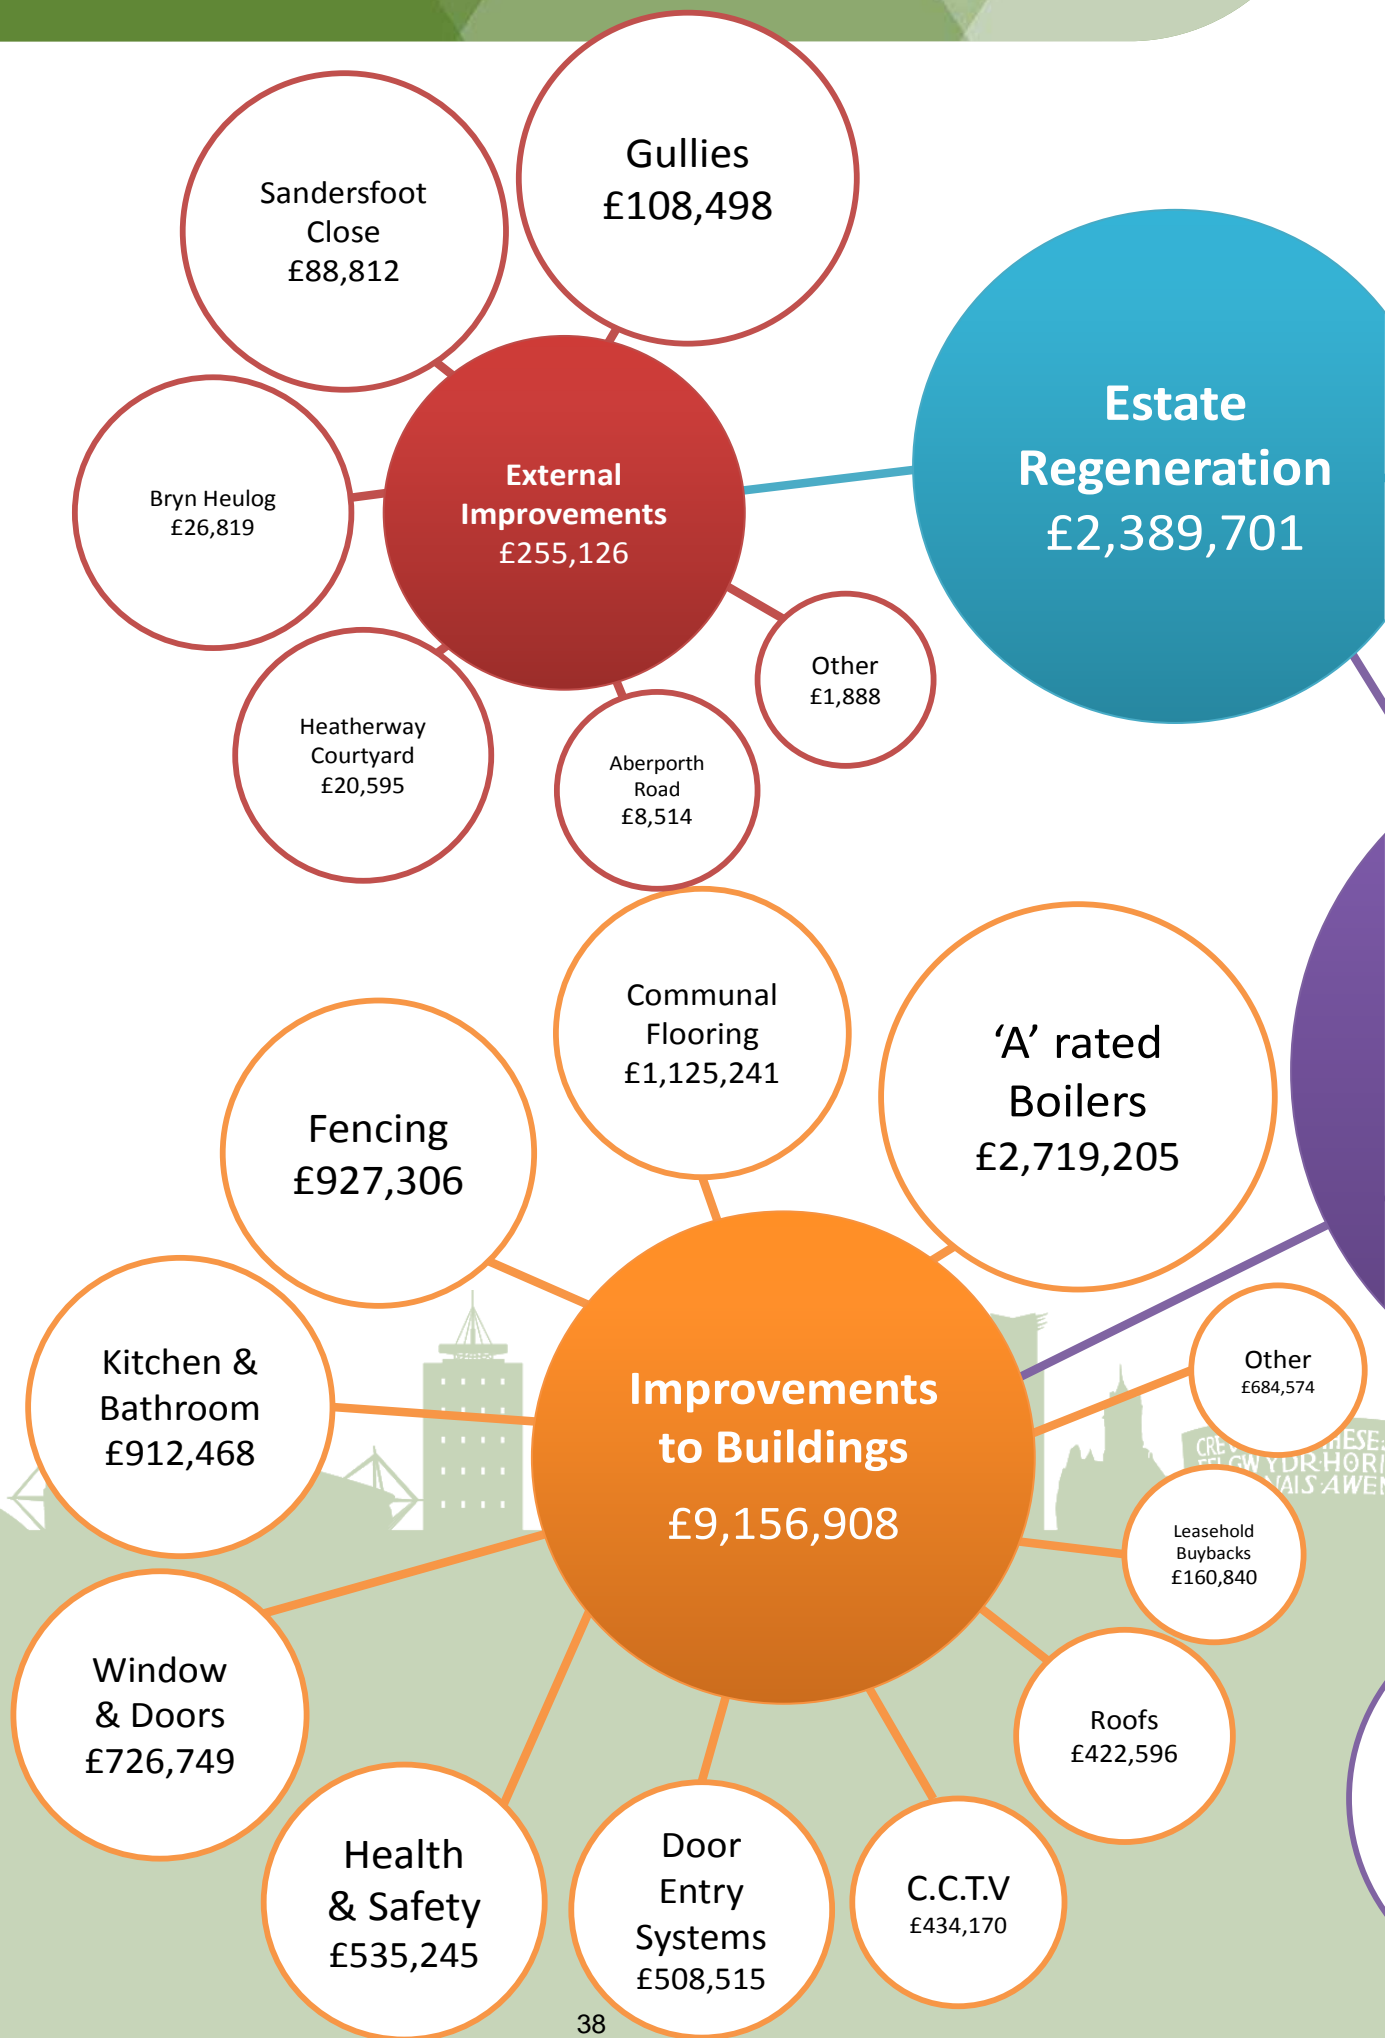 Gullies
£108,498
Sandersfoot
Close
£88,812
Estate
Regeneration
£2,389,701
External
Improvements
£255,126
Bryn Heulog
£26,819
Other
£1,888
Heatherway
Courtyard
£20,595
Aberporth
Road
£8,514
Communal
Flooring
£1,125,241
‘A’ rated
Boilers
£2,719,205
Fencing
£927,306
Kitchen &
Bathroom
£912,468
Improvements
to Buildings
£9,156,908
Other
£684,574
Leasehold
Buybacks
£160,840
Window
& Doors
£726,749
Roofs
£422,596
Health
& Safety
£535,245
Door
Entry
Systems
£508,515
C.C.T.V
£434,170
38